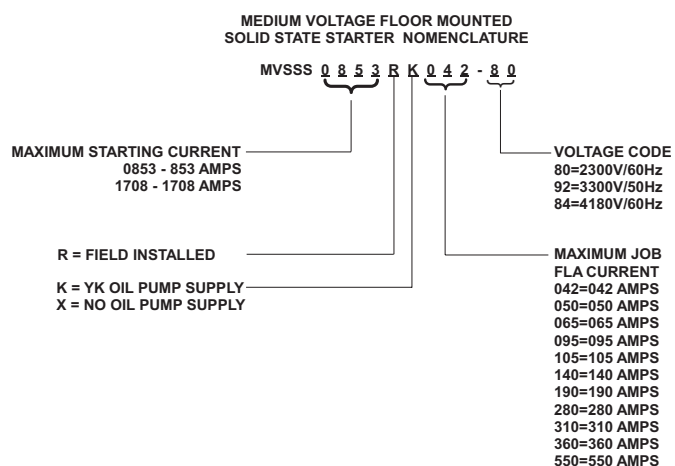 MEDIUM VOLTAGE FLOOR MOUNTED
SOLID STATE STARTER NOMENCLATURE
MVSSS 0 8 5 3 R K 0 4 2 - 8 0
MAXIMUM STARTING CURRENT
0853 - 853 AMPS
1708 - 1708 AMPS
R = FIELD INSTALLED
K = YK OIL PUMP SUPPLY
X = NO OIL PUMP SUPPLY
VOLTAGE CODE
80=2300V/60Hz
92=3300V/50Hz
84=4180V/60Hz
MAXIMUM JOB
FLA CURRENT
042=042 AMPS
050=050 AMPS
065=065 AMPS
095=095 AMPS
105=105 AMPS
140=140 AMPS
190=190 AMPS
280=280 AMPS
310=310 AMPS
360=360 AMPS
550=550 AMPS